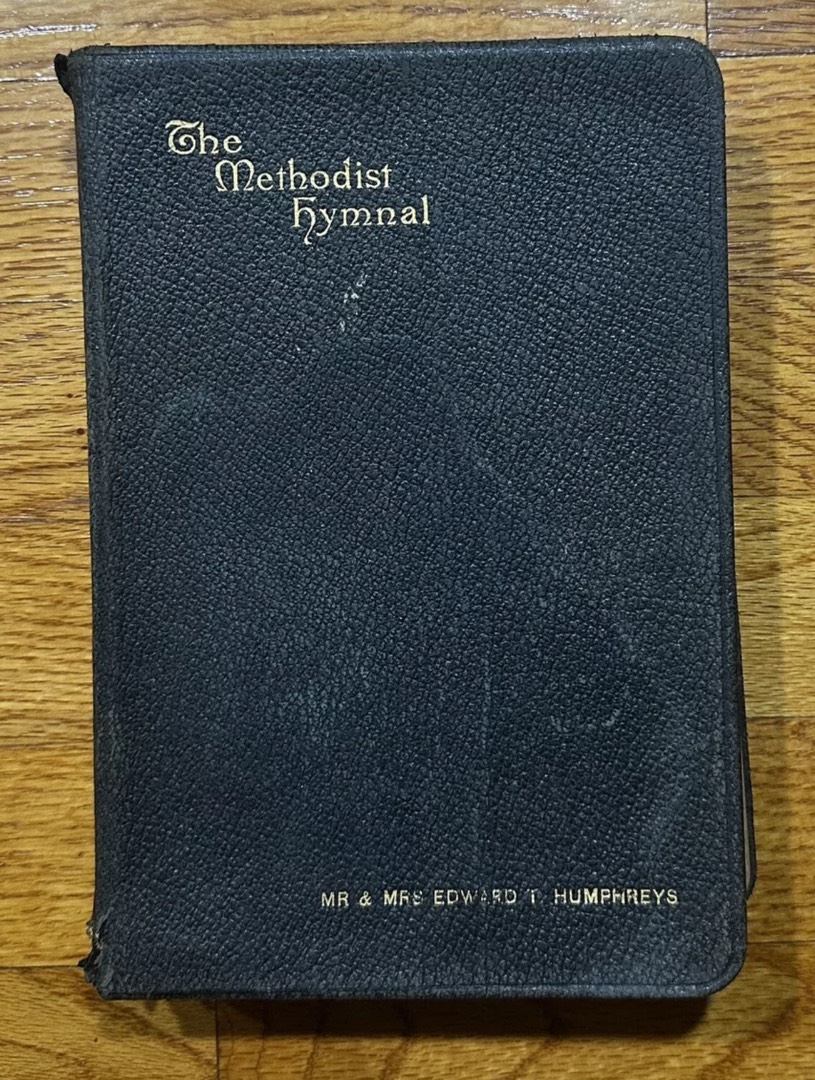 The
Methodist
Hymnal
MR & MRS EDWARD T HUMPHREYS